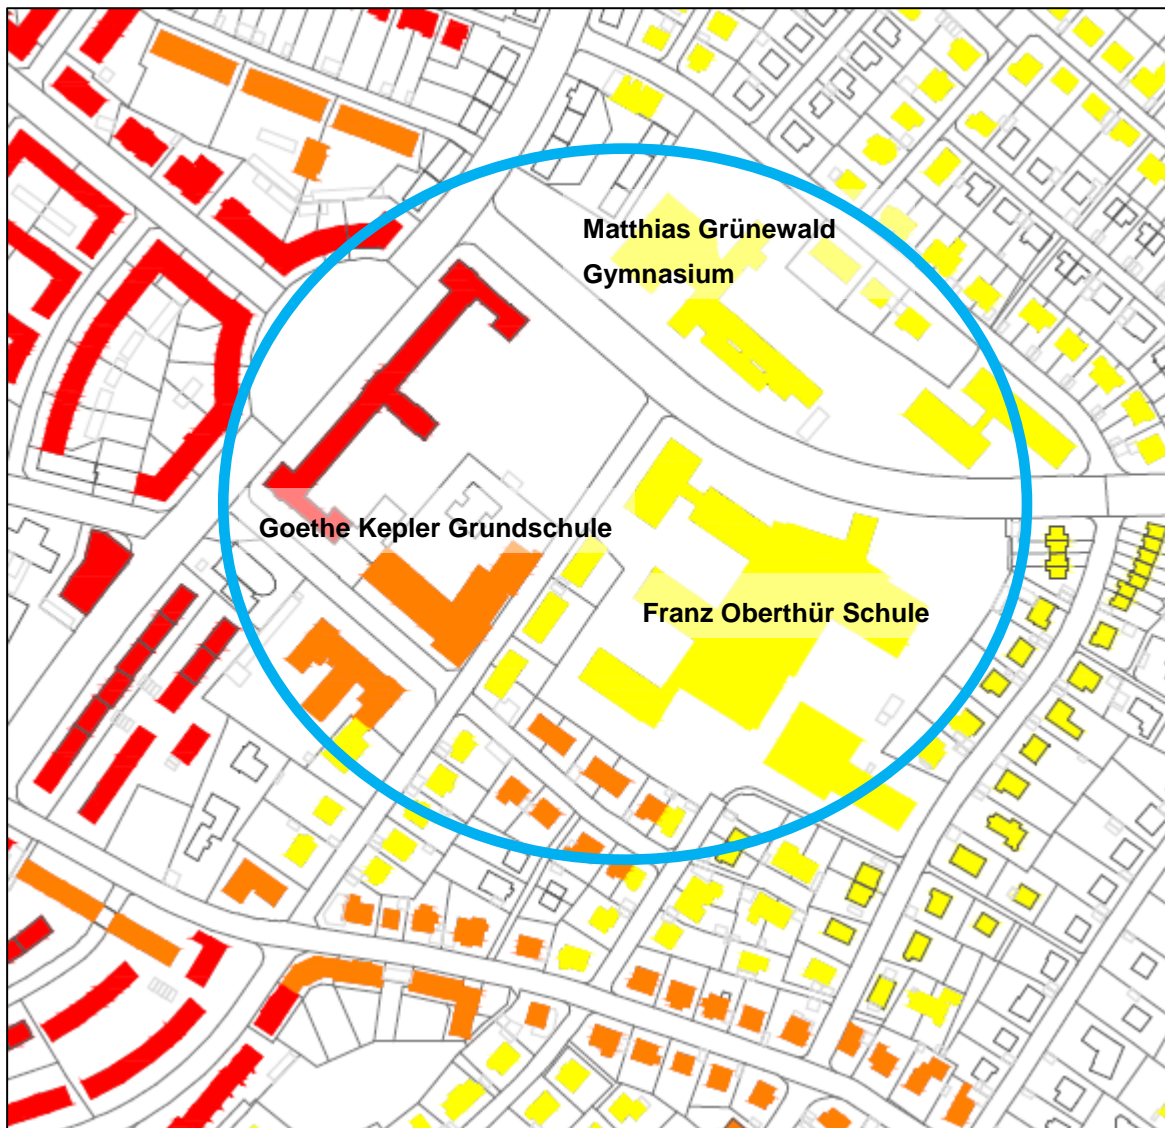 Matthias Grünewald
Gymnasium
Goethe Kepler Grundschule
Franz Oberthür Schule